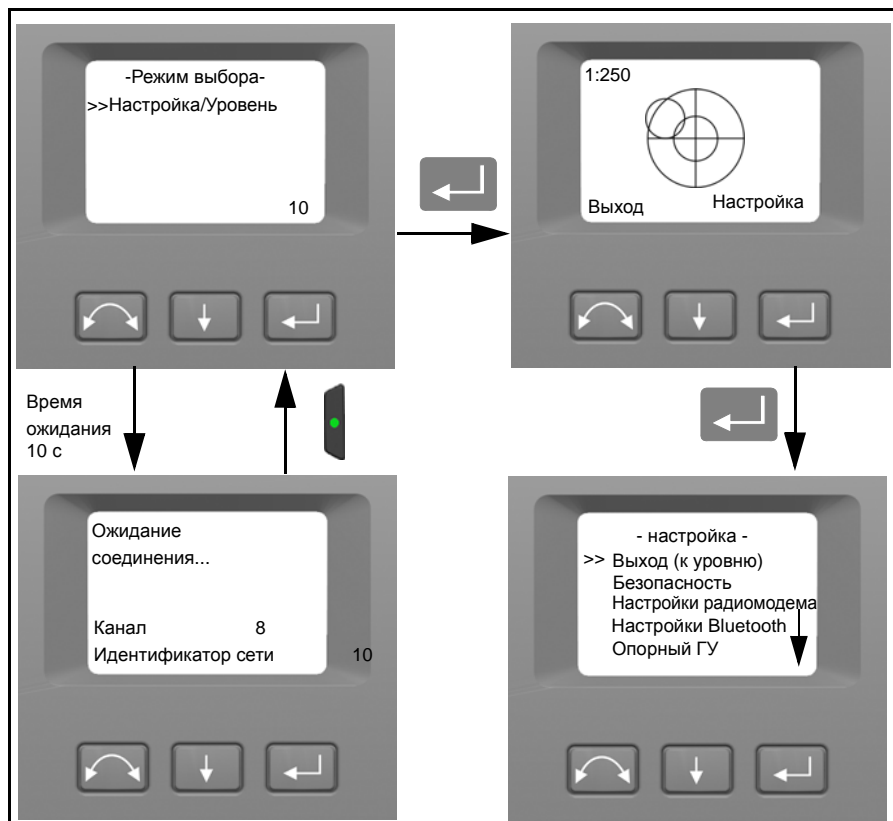 -Режим выбора-
>>Настройка/Уровень
10
1:250
Выход Настройка
Время
ожидания
10 с
Ожидание
соединения...
Канал 8
Идентификатор сети 10
- настройка -
>> Выход (к уровню)
Безопасность
Настройки радиомодема
Настройки Bluetooth
Опорный ГУ